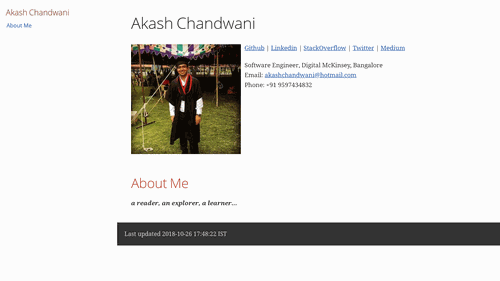 Akash Chandwani
About Me
Akash Chandwani
Github | Linkedin | StackOverflow | Twitter | Medium
Software Engineer, Digital McKinsey, Bangalore
Email: akashchandwani@hotmail.com
Phone: +91 9597434832
About Me
a reader, an explorer, a learner...
Last updated 2018-10-26 17:48:22 IST